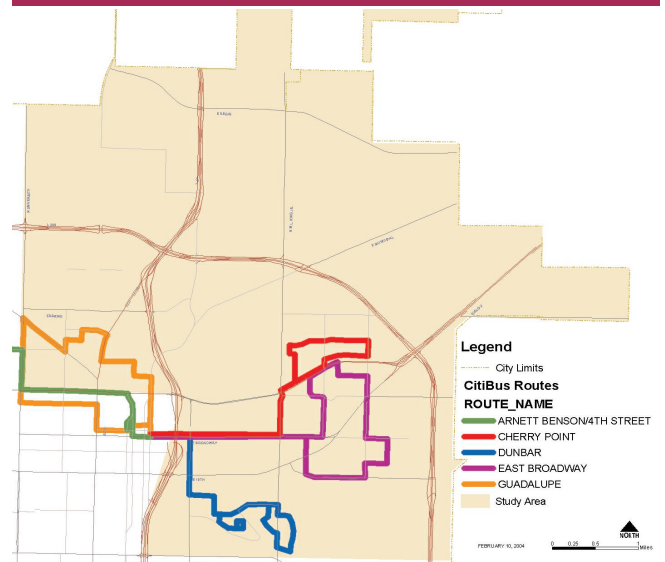 Legend
City Limits
CitiBus Routes
ROUTE_NAME
ARNETT BENSON/4TH STREET
CHERRY POINT
DUNBAR
EAST BROADWAY
GUADALUPE
Study Area
FEBRUARY 10, 2004
NORTH
0 0.25 0.5 1 Miles